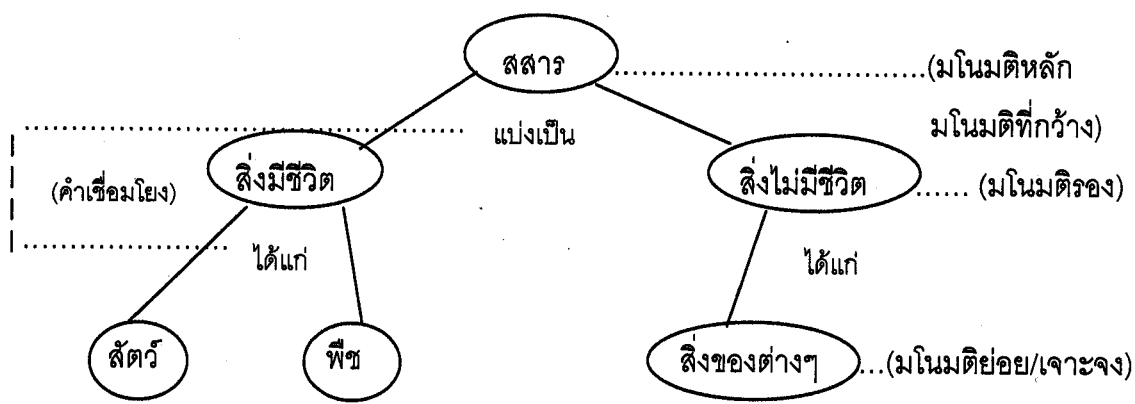 สสาร ................................(มโนมติหลัก
แบ่งเป็น มโนมติที่กว้าง)
(คำเชื่อมโยง) สิ่งมีชีวิต สิ่งไม่มีชีวิต ...... (มโนมติรอง)
ได้แก่ ได้แก่
สัตว์ พืช สิ่งของต่างๆ ...(มโนมติย่อย/เจาะจง)